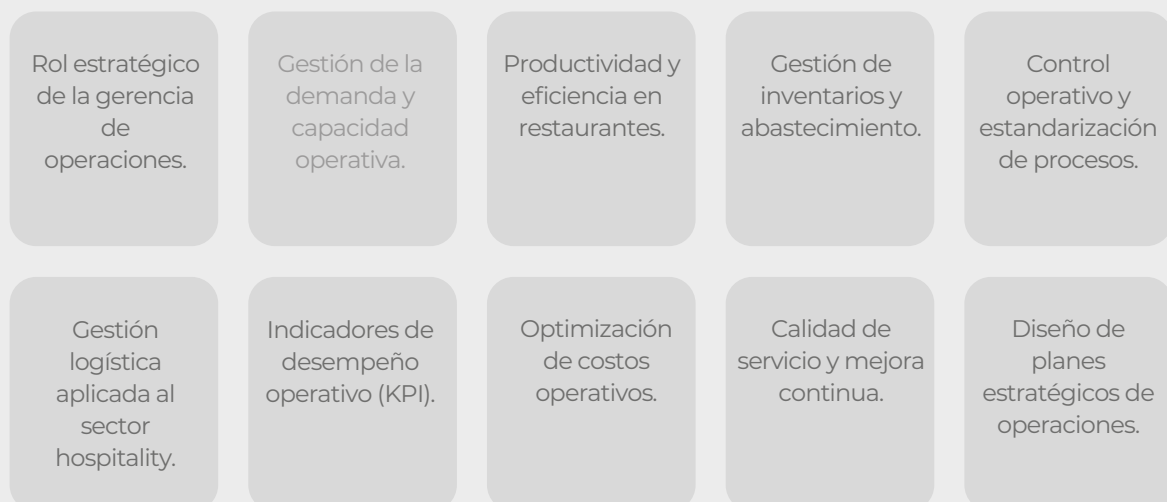 Rol estratégico
de la gerencia
de
operaciones.
Gestión de la
demanda y
capacidad
operativa.
Productividad y
eficiencia en
restaurantes.
Gestión de
inventarios y
abastecimiento.
Control
operativo y
estandarización
de procesos.
Gestión
logística
aplicada al
sector
hospitality.
Indicadores de
desempeño
operativo (KPI).
Optimización
de costos
operativos.
Calidad de
servicio y mejora
continua.
Diseño de
planes
estratégicos de
operaciones.